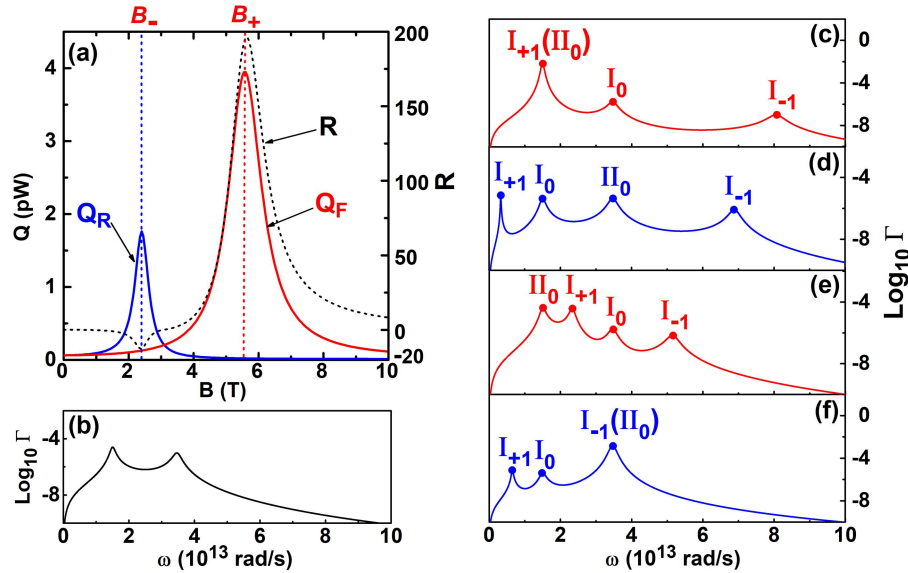 B₋ B₊
(a)
4
3
2
1
0
Q (pW)
Q_R
R
Q_F
200
150
100
50
0
-20
R
0 2 4 6 8 10
B (T)
(b)
-4
-8
Log₁₀ Γ
0 2 4 6 8 10
ω (10¹³ rad/s)
(c)
I₊₁(II₀)
I₀
I₋₁
0
-4
-8
(d)
I₊₁ I₀ II₀ I₋₁
-4
-8
(e)
II₀ I₊₁ I₀ I₋₁
-4
-8
(f)
I₊₁ I₀ I₋₁(II₀)
0
-4
-8
Log₁₀ Γ
0 2 4 6 8 10
ω (10¹³ rad/s)